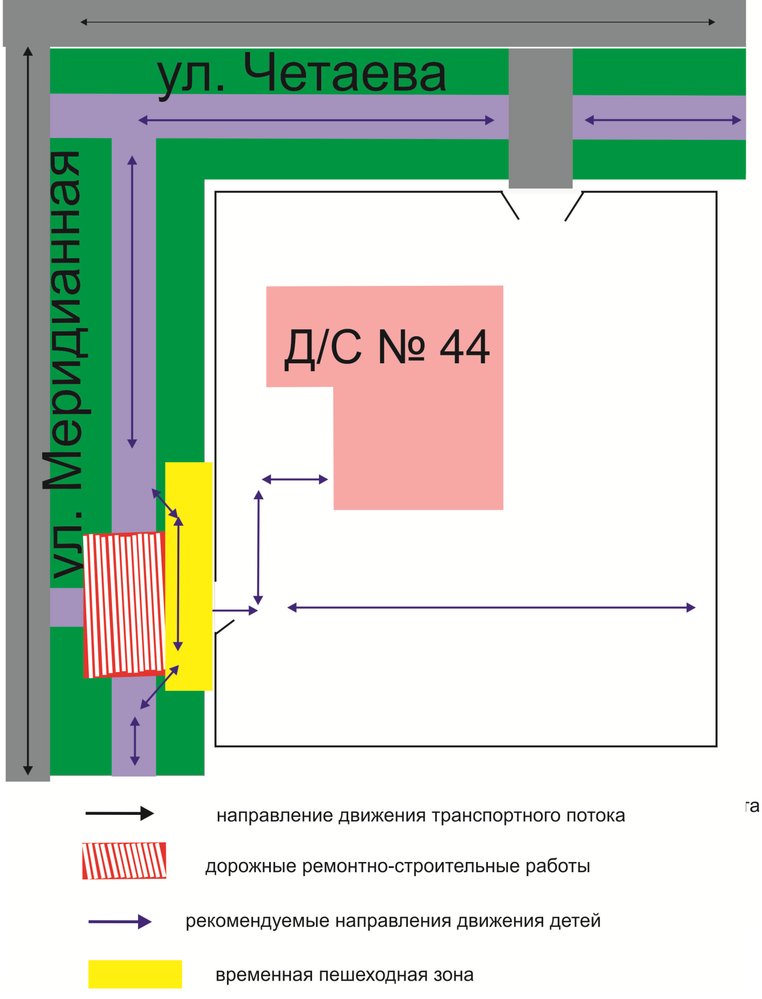 ул. Четаева
ул. Меридианная
Д/С № 44
направление движения транспортного потока
та
дорожные ремонтно-строительные работы
рекомендуемые направления движения детей
временная пешеходная зона